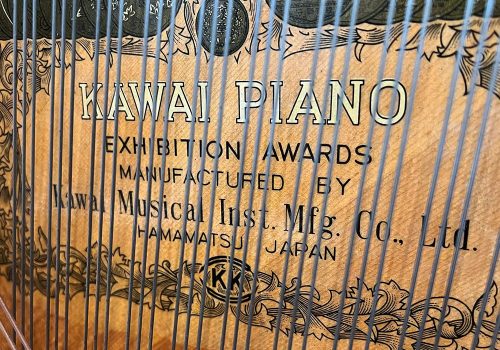 KAWAI PIANO
EXHIBITION AWARDS
MANUFACTURED BY
Kawai Musical Inst. Mfg. Co., Ltd.
HAMAMATSU JAPAN
KK